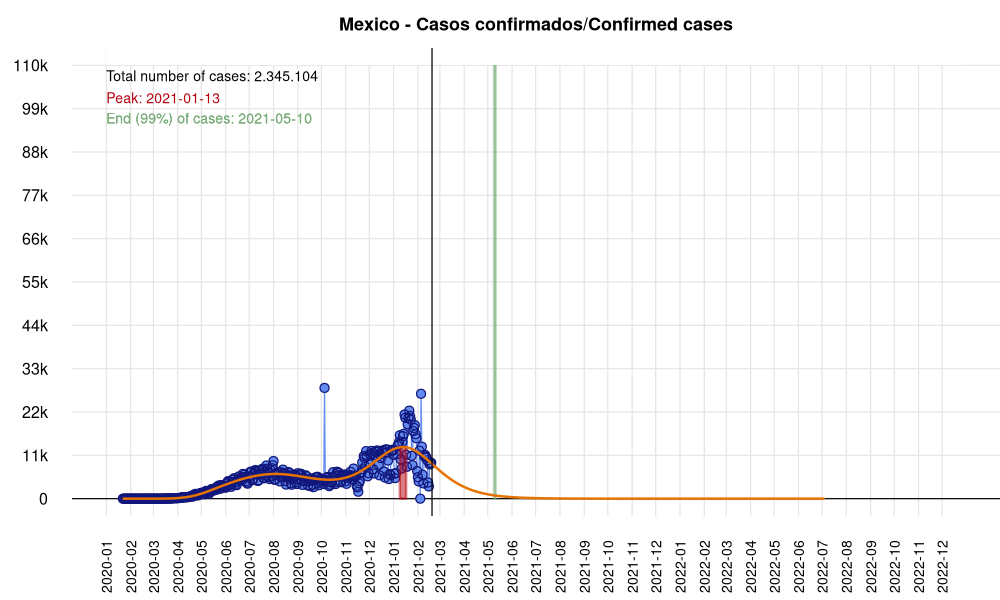 Mexico - Casos confirmados/Confirmed cases
Total number of cases: 2.345.104
Peak: 2021-01-13
End (99%) of cases: 2021-05-10
110k
99k
88k
77k
66k
55k
44k
33k
22k
11k
0
2020-01
2020-02
2020-03
2020-04
2020-05
2020-06
2020-07
2020-08
2020-09
2020-10
2020-11
2020-12
2021-01
2021-02
2021-03
2021-04
2021-05
2021-06
2021-07
2021-08
2021-09
2021-10
2021-11
2021-12
2022-01
2022-02
2022-03
2022-04
2022-05
2022-06
2022-07
2022-08
2022-09
2022-10
2022-11
2022-12